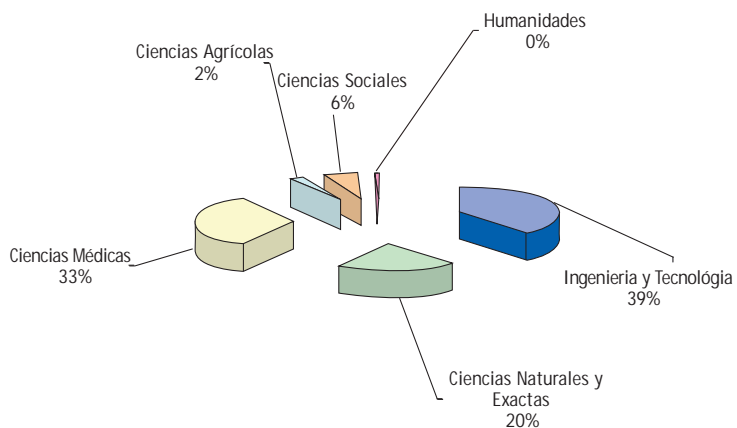 Humanidades
0%
Ciencias Agrícolas
2%
Ciencias Sociales
6%
Ciencias Médicas
33%
Ingenieria y Tecnológia
39%
Ciencias Naturales y
Exactas
20%